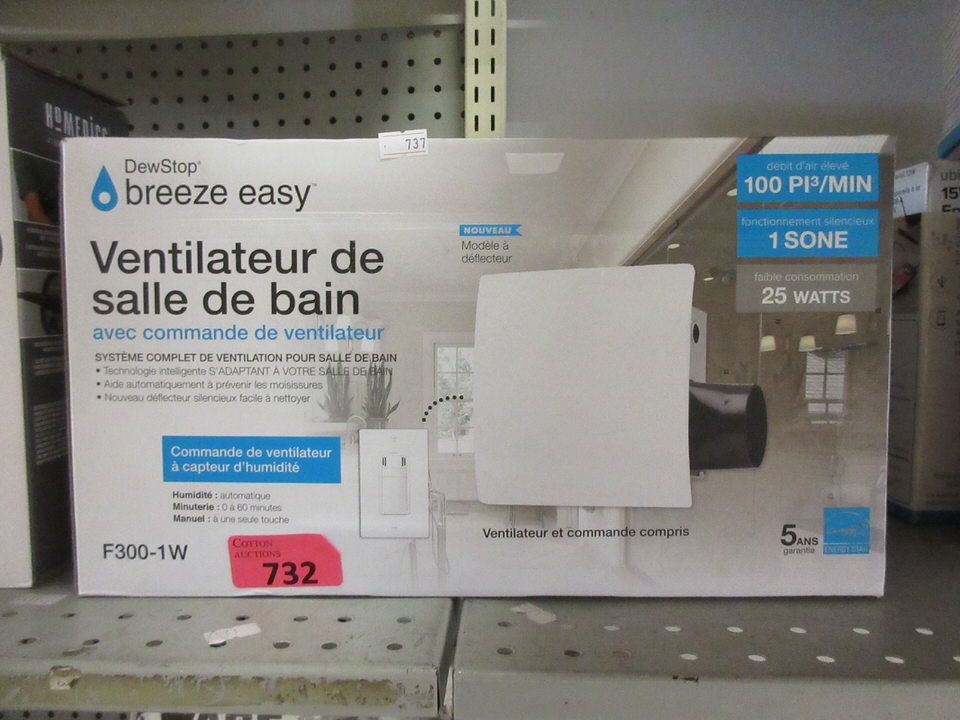 HOMEDICS
737
DewStop®
breeze easy™
Ventilateur de
salle de bain
avec commande de ventilateur
SYSTÈME COMPLET DE VENTILATION POUR SALLE DE BAIN
• Technologie intelligente S'ADAPTANT À VOTRE SALLE DE BAIN
• Aide automatiquement à prévenir les moisissures
• Nouveau déflecteur silencieux facile à nettoyer
NOUVEAU
Modèle à
déflecteur
débit d'air élevé
100 PI³/MIN
fonctionnement silencieux
1 SONE
faible consommation
25 WATTS
Commande de ventilateur
à capteur d'humidité
Humidité : automatique
Minuterie : 0 à 60 minutes
Manuel : à une seule touche
F300-1W
COTTON
AUCTIONS
732
Ventilateur et commande compris
5 ANS
garantie
ENERGY STAR